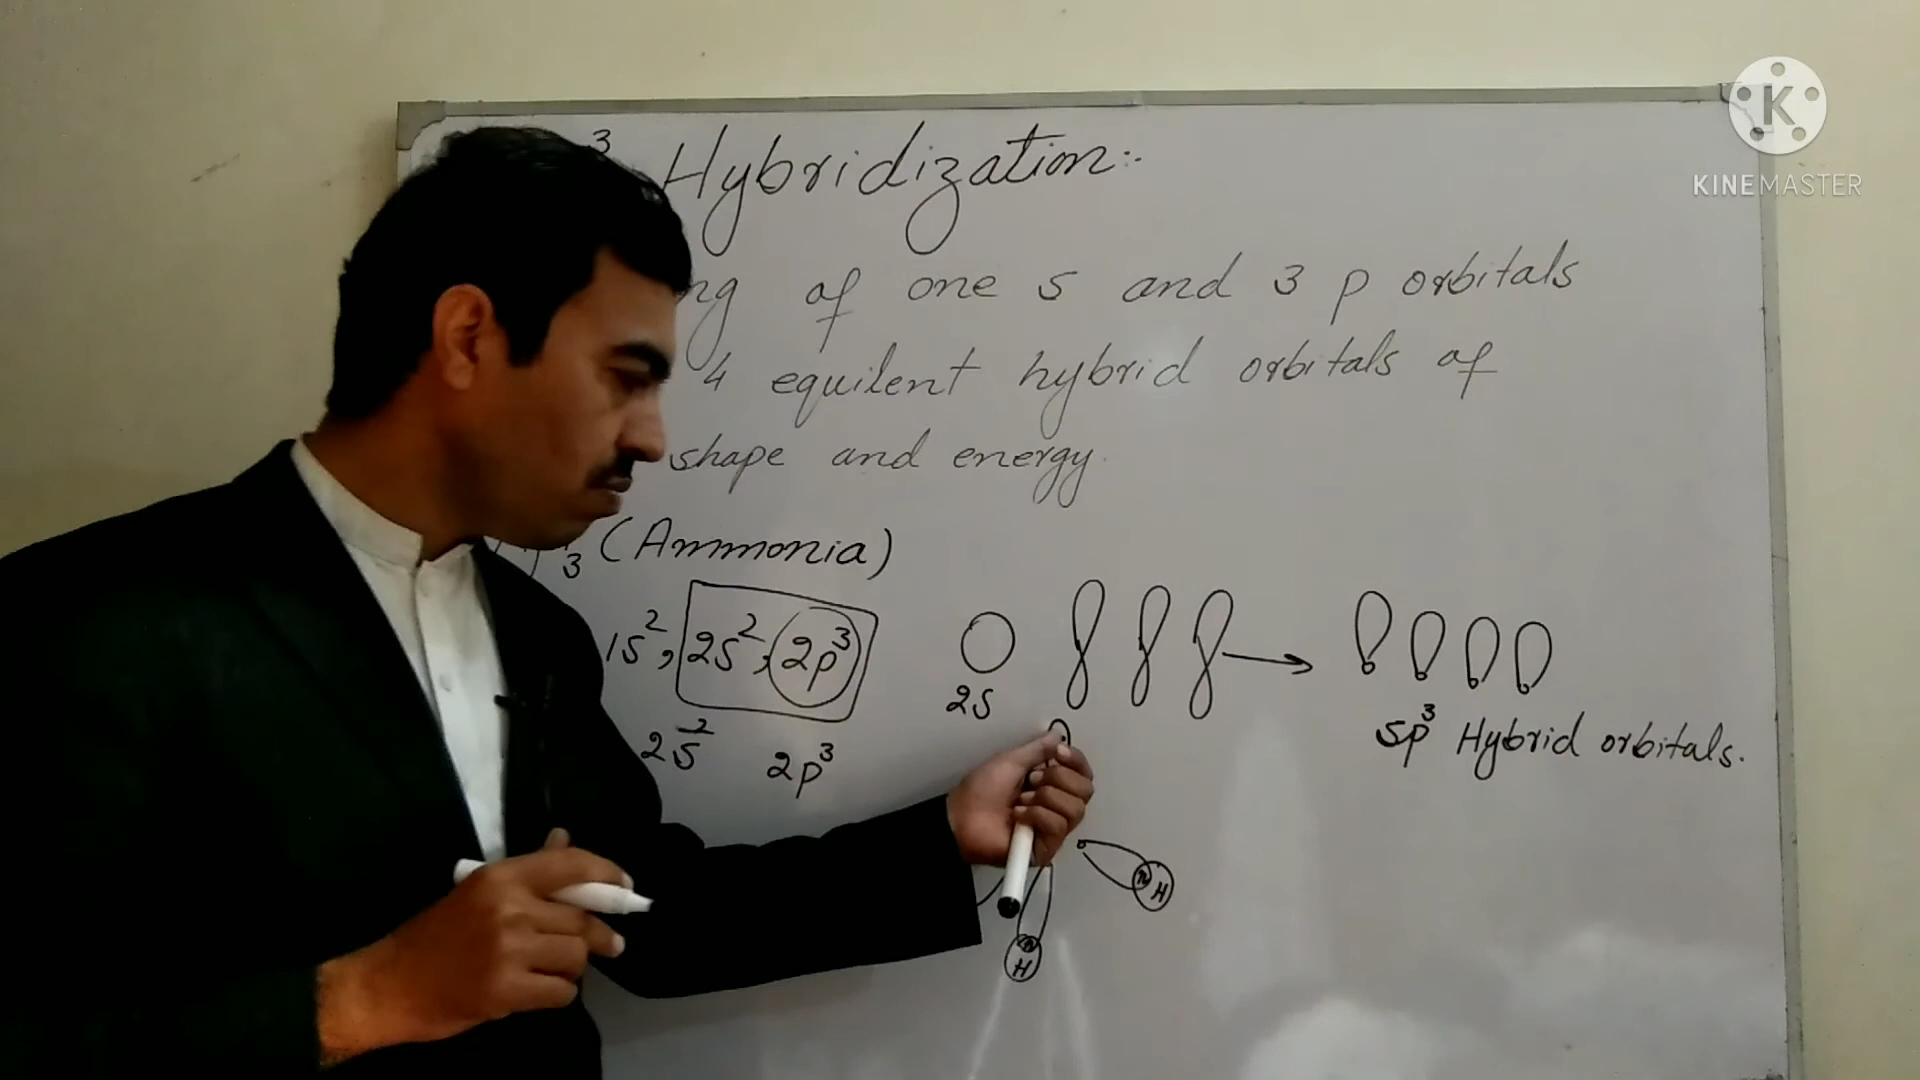 3 Hybridization:-
of one s and 3 p orbitals
4 equilent hybrid orbitals of
shape and energy.
3 (Ammonia)
1s², 2s², 2p³
2s² 2p³
2s
sp³ Hybrid orbitals.
H
H
K
KINEMASTER